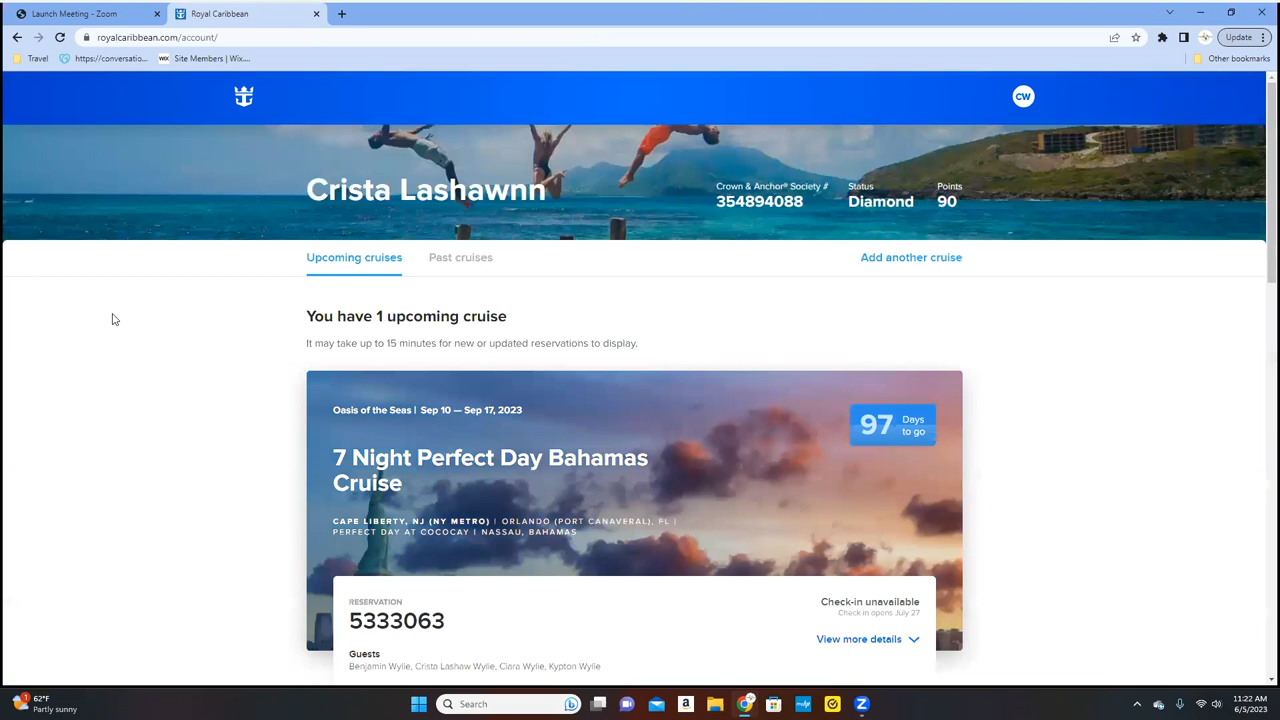 Launch Meeting - Zoom
Royal Caribbean
royalcaribbean.com/account/
Update
Travel
https://conversatio...
WIX
Site Members | Wix....
Other bookmarks
CW
Crista Lashawnn
Crown & Anchor® Society #
354894088
Status
Diamond
Points
90
Upcoming cruises
Past cruises
Add another cruise
You have 1 upcoming cruise
It may take up to 15 minutes for new or updated reservations to display.
Oasis of the Seas | Sep 10 — Sep 17, 2023
97
Days
to go
7 Night Perfect Day Bahamas
Cruise
CAPE LIBERTY, NJ (NY METRO) | ORLANDO (PORT CANAVERAL), FL |
PERFECT DAY AT COCOCAY | NASSAU, BAHAMAS
RESERVATION
5333063
Check-in unavailable
Check-in opens July 27
View more details
Guests
Benjamin Wylie, Crista Lashaw Wylie, Ciara Wylie, Kypton Wylie
1
62°F
Partly sunny
Search
11:22 AM
6/5/2023